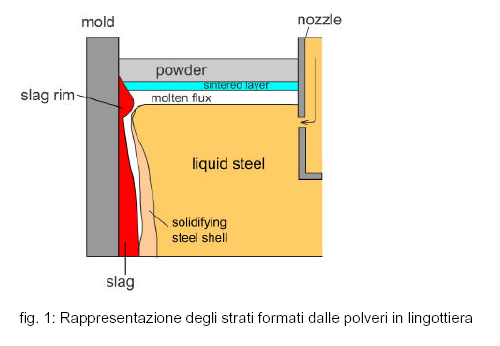 mold
nozzle
powder
sintered layer
slag rim
molten flux
liquid steel
solidifying
steel shell
slag
fig. 1: Rappresentazione degli strati formati dalle polveri in lingottiera